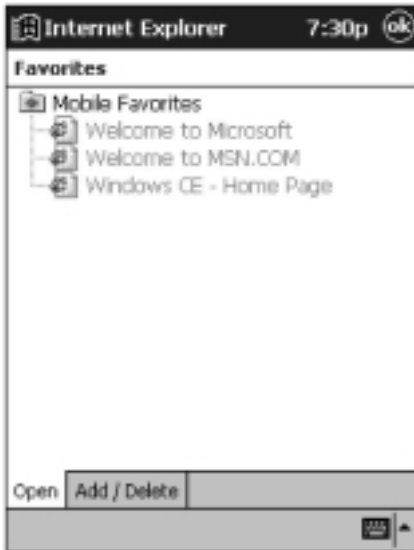 Internet Explorer 7:30p ok
Favorites
Mobile Favorites
Welcome to Microsoft
Welcome to MSN.COM
Windows CE - Home Page
Open Add / Delete